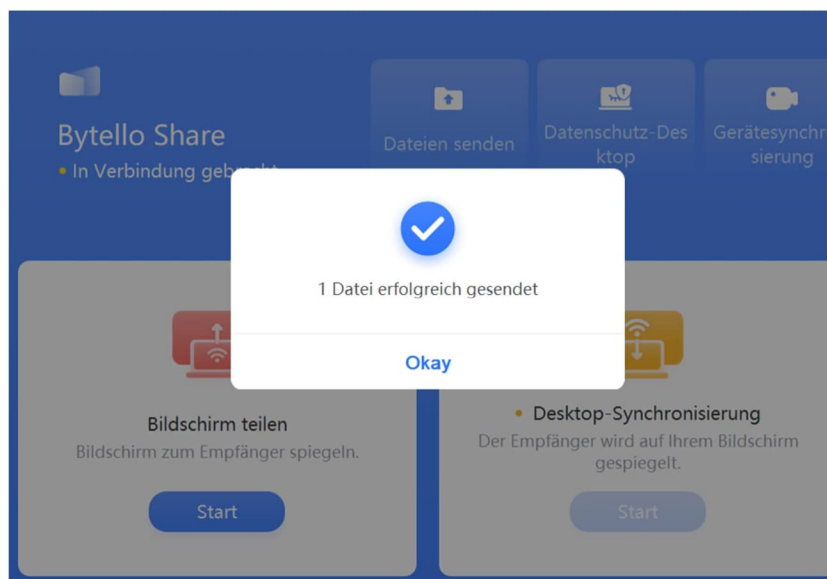 Bytello Share
• In Verbindung
Dateien senden
Datenschutz-Des
ktop
Gerätesynchr
sierung
1 Datei erfolgreich gesendet
Okay
Bildschirm teilen
Bildschirm zum Empfänger spiegeln.
Start
• Desktop-Synchronisierung
Der Empfänger wird auf Ihrem Bildschirm
gespiegelt.
Start